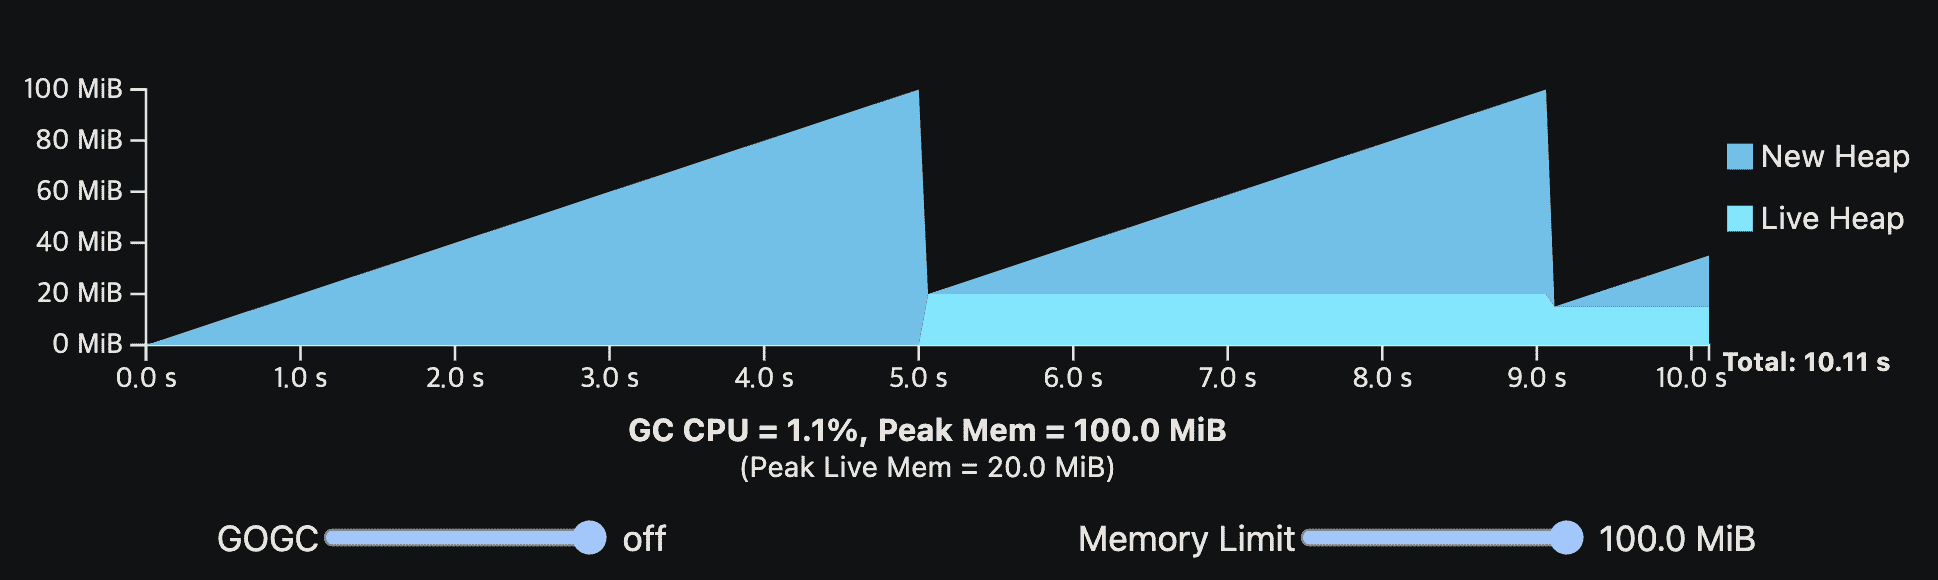 100 MiB
80 MiB
60 MiB
40 MiB
20 MiB
0 MiB
0.0 s 1.0 s 2.0 s 3.0 s 4.0 s 5.0 s 6.0 s 7.0 s 8.0 s 9.0 s 10.0 s
Total: 10.11 s
New Heap
Live Heap
GC CPU = 1.1%, Peak Mem = 100.0 MiB
(Peak Live Mem = 20.0 MiB)
GOGC off
Memory Limit 100.0 MiB